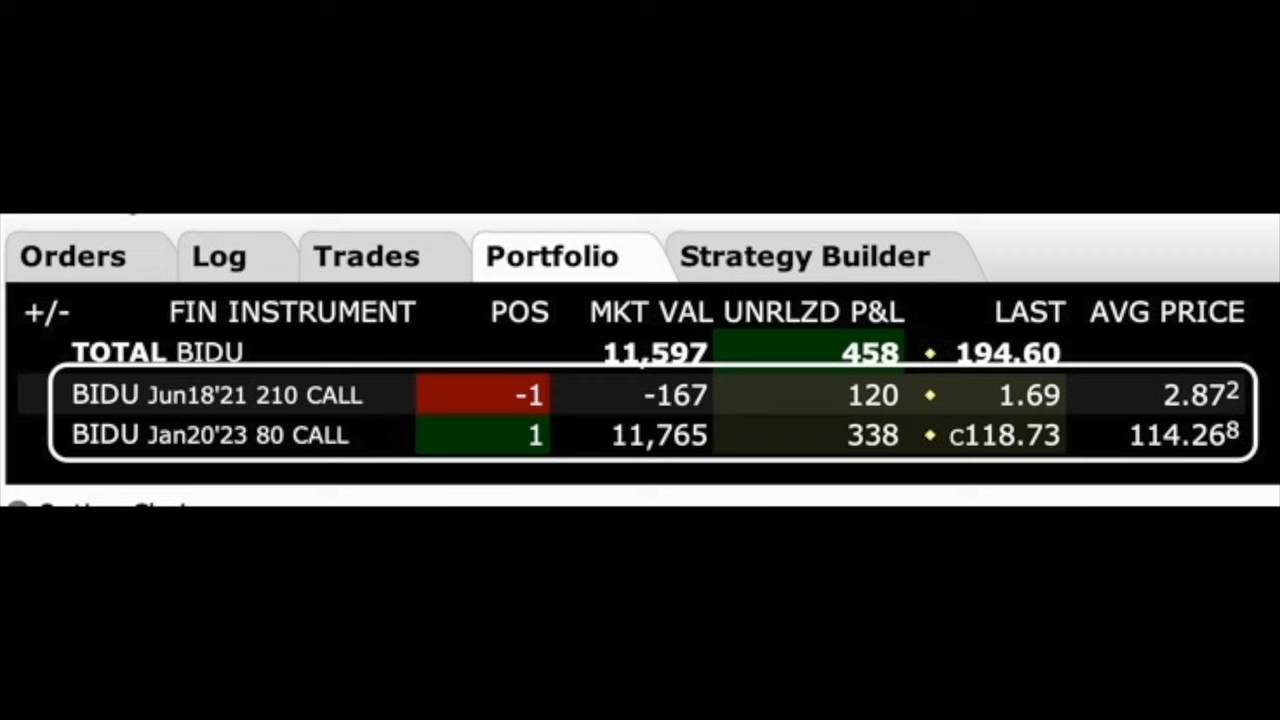 Orders Log Trades Portfolio Strategy Builder
+/- FIN INSTRUMENT POS MKT VAL UNRLZD P&L LAST AVG PRICE
TOTAL BIDU 11,597 458 194.60
BIDU Jun18'21 210 CALL -1 -167 120 1.69 2.872
BIDU Jan20'23 80 CALL 1 11,765 338 C118.73 114.268